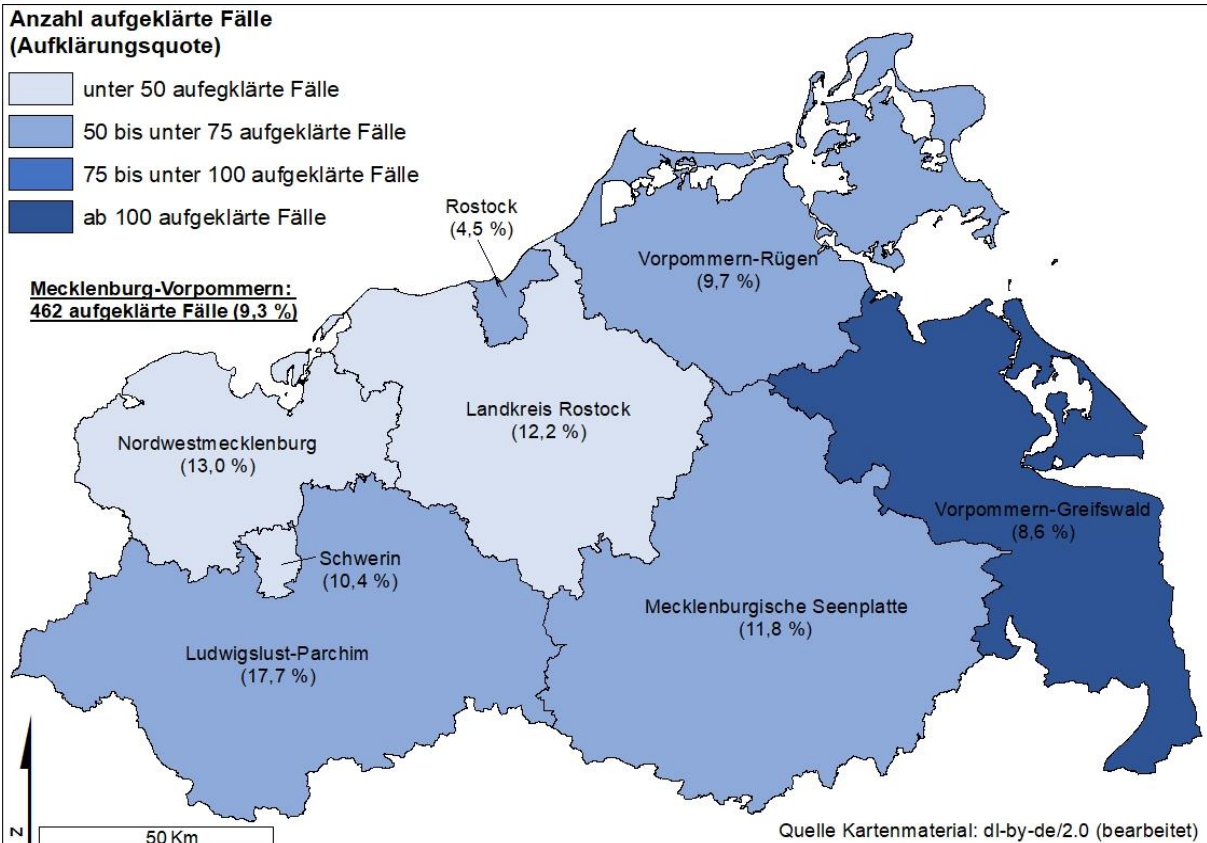 Anzahl aufgeklärte Fälle
(Aufklärungsquote)
unter 50 aufegklärte Fälle
50 bis unter 75 aufgeklärte Fälle
75 bis unter 100 aufgeklärte Fälle
ab 100 aufgeklärte Fälle
Rostock
(4,5 %)
Vorpommern-Rügen
(9,7 %)
Mecklenburg-Vorpommern:
462 aufgeklärte Fälle (9,3 %)
Landkreis Rostock
(12,2 %)
Nordwestmecklenburg
(13,0 %)
Vorpommern-Greifswald
(8,6 %)
Schwerin
(10,4 %)
Mecklenburgische Seenplatte
(11,8 %)
Ludwigslust-Parchim
(17,7 %)
N
50 Km
Quelle Kartenmaterial: dl-by-de/2.0 (bearbeitet)